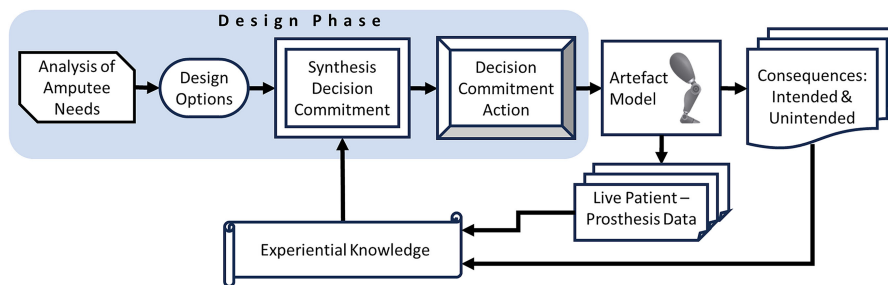 Design Phase
Analysis of
Amputee
Needs
Design
Options
Synthesis
Decision
Commitment
Decision
Commitment
Action
Artefact
Model
Consequences:
Intended &
Unintended
Live Patient –
Prosthesis Data
Experiential Knowledge